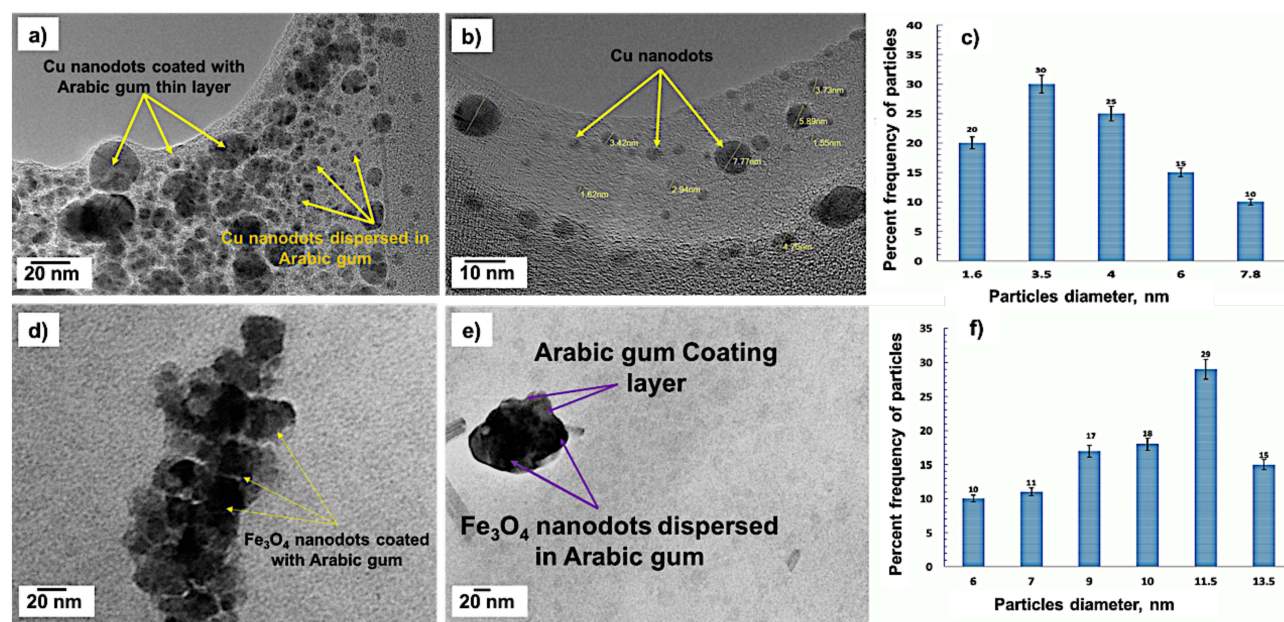 a)
Cu nanodots coated with
Arabic gum thin layer
Cu nanodots dispersed in
Arabic gum
20 nm
b)
Cu nanodots
3.73nm
5.89nm
3.42nm
1.55nm
7.77nm
1.62nm
2.94nm
4.75nm
10 nm
c)
Percent frequency of particles
40
35
30
25
20
15
10
5
0
20
30
25
15
10
1.6
3.5
4
6
7.8
Particles diameter, nm
d)
Fe₃O₄ nanodots coated
with Arabic gum
20 nm
e)
Arabic gum Coating
layer
Fe₃O₄ nanodots dispersed
in Arabic gum
20 nm
f)
Percent frequency of particles
35
30
25
20
15
10
5
0
10
11
17
18
29
15
6
7
9
10
11.5
13.5
Particles diameter, nm